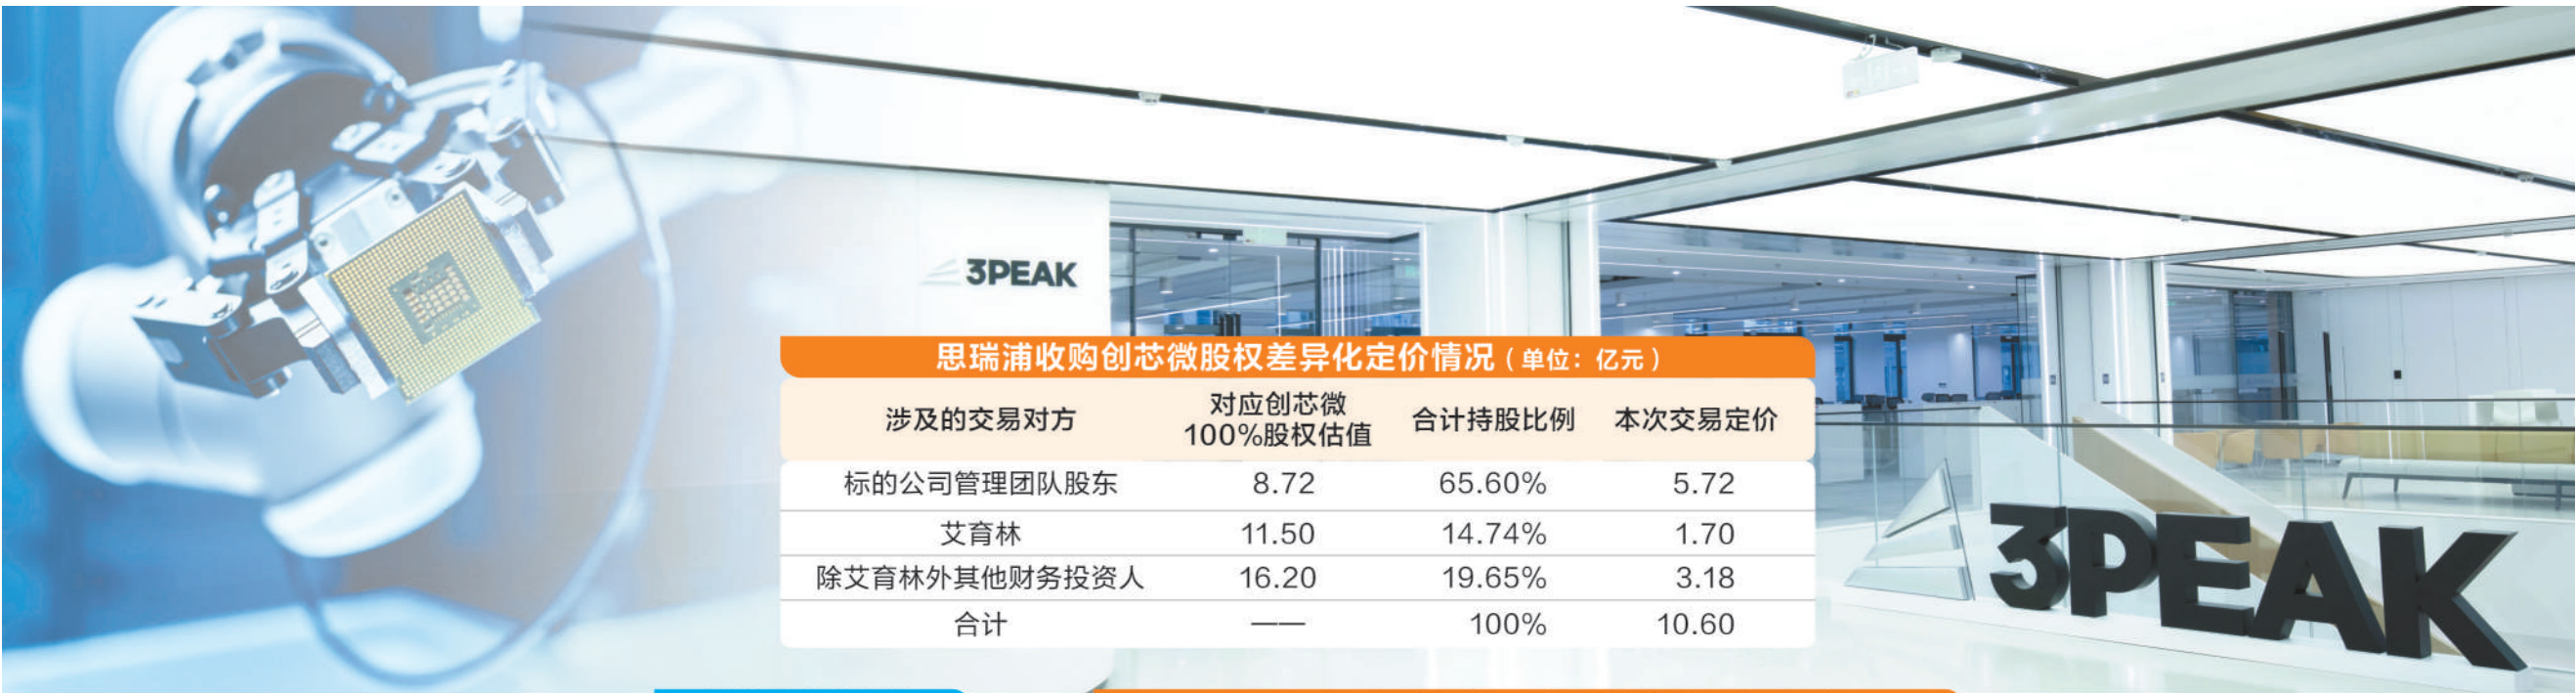 3PEAK
思瑞浦收购创芯微股权差异化定价情况（单位：亿元）
涉及的交易对方 对应创芯微100%股权估值 合计持股比例 本次交易定价
标的公司管理团队股东 8.72 65.60% 5.72
艾育林 11.50 14.74% 1.70
除艾育林外其他财务投资人 16.20 19.65% 3.18
合计 —— 100% 10.60
3PEAK